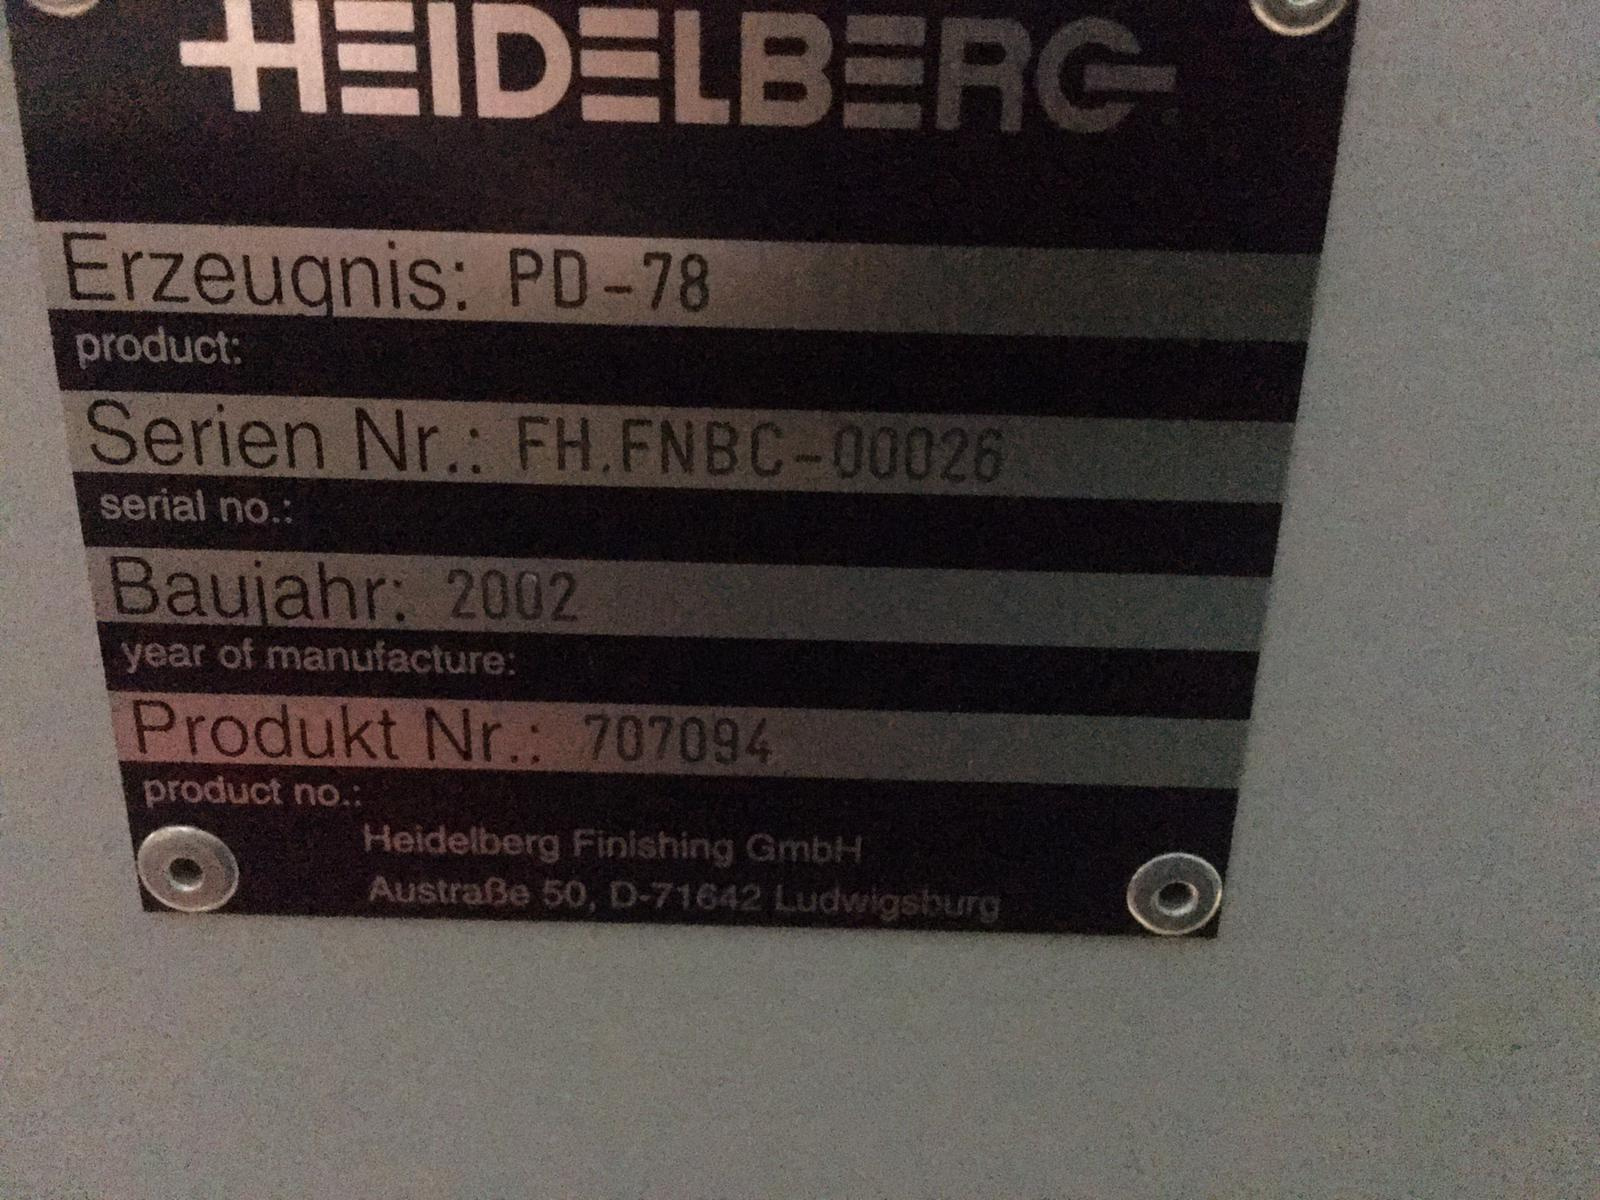 HEIDELBERG
Erzeugnis: PD-78
product:
Serien Nr.: FH.FNBC-00026
serial no.:
Baujahr: 2002
year of manufacture:
Produkt Nr.: 707094
product no.:
Heidelberg Finishing GmbH
Austraße 50, D-71642 Ludwigsburg